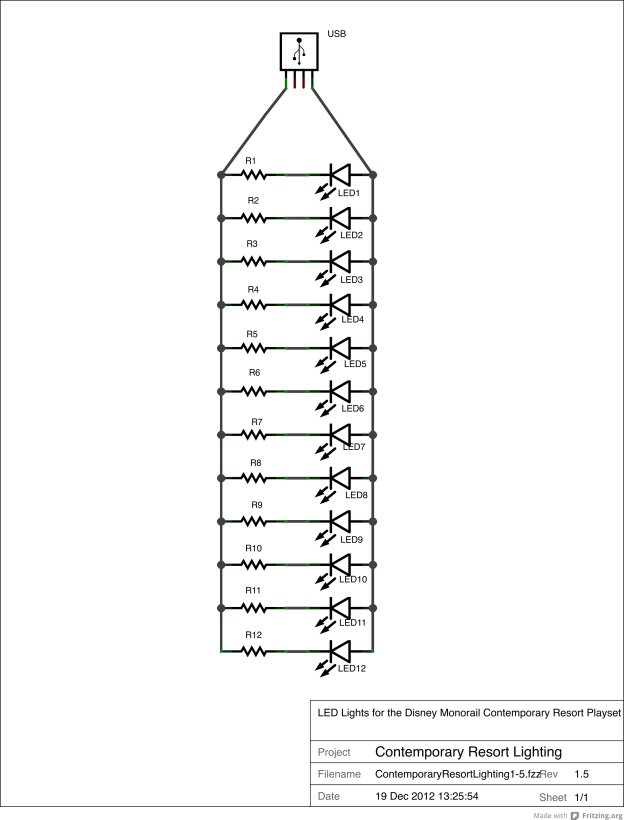 USB
R1
LED1
R2
LED2
R3
LED3
R4
LED4
R5
LED5
R6
LED6
R7
LED7
R8
LED8
R9
LED9
R10
LED10
R11
LED11
R12
LED12
LED Lights for the Disney Monorail Contemporary Resort Playset
Project Contemporary Resort Lighting
Filename ContemporaryResortLighting1-5.fzz Rev 1.5
Date 19 Dec 2012 13:25:54 Sheet 1/1
Made with Fritzing.org